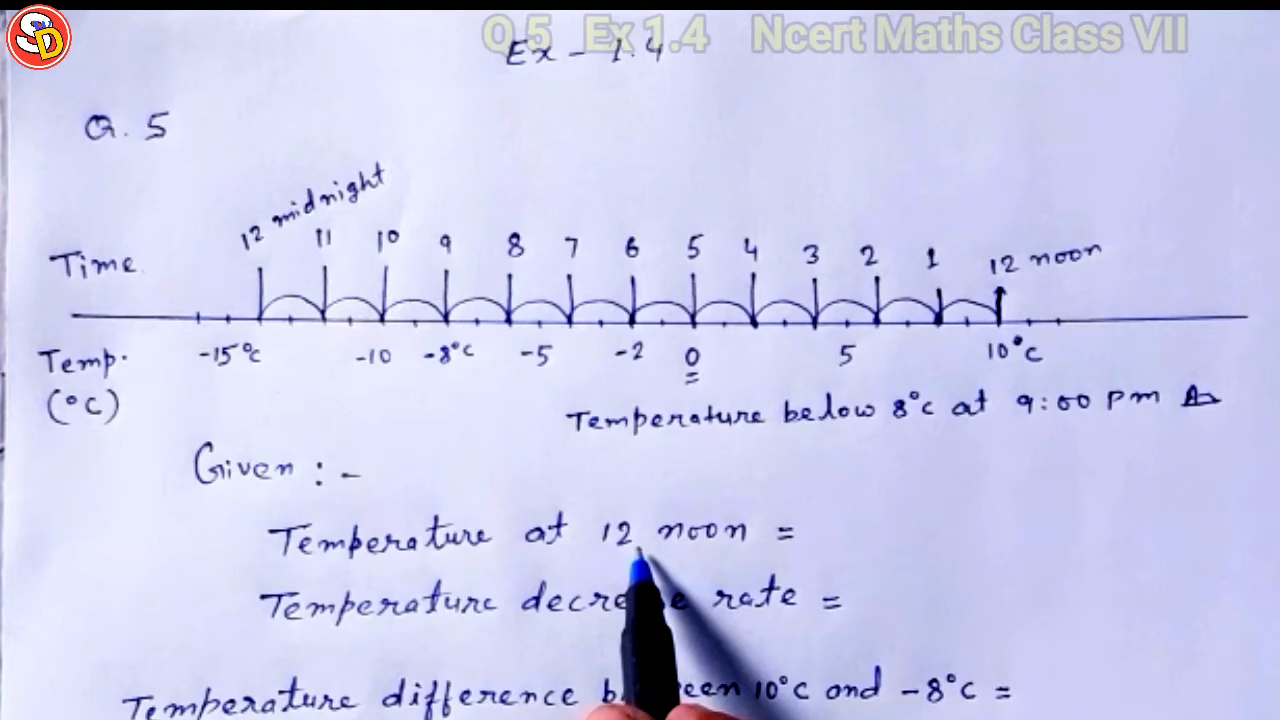 SD
Q.5 Ex 1.4 Ncert Maths Class VII
Ex - 1.4
Q. 5
12 midnight 11 10 9 8 7 6 5 4 3 2 1 12 noon
Time
-15°c -10 -8°c -5 -2 0 5 10°c
Temp.
(°C)
Temperature below 8°c at 9:00 pm
Given :-
Temperature at 12 noon =
Temperature rate =
Temperature difference 10°c and -8°c =